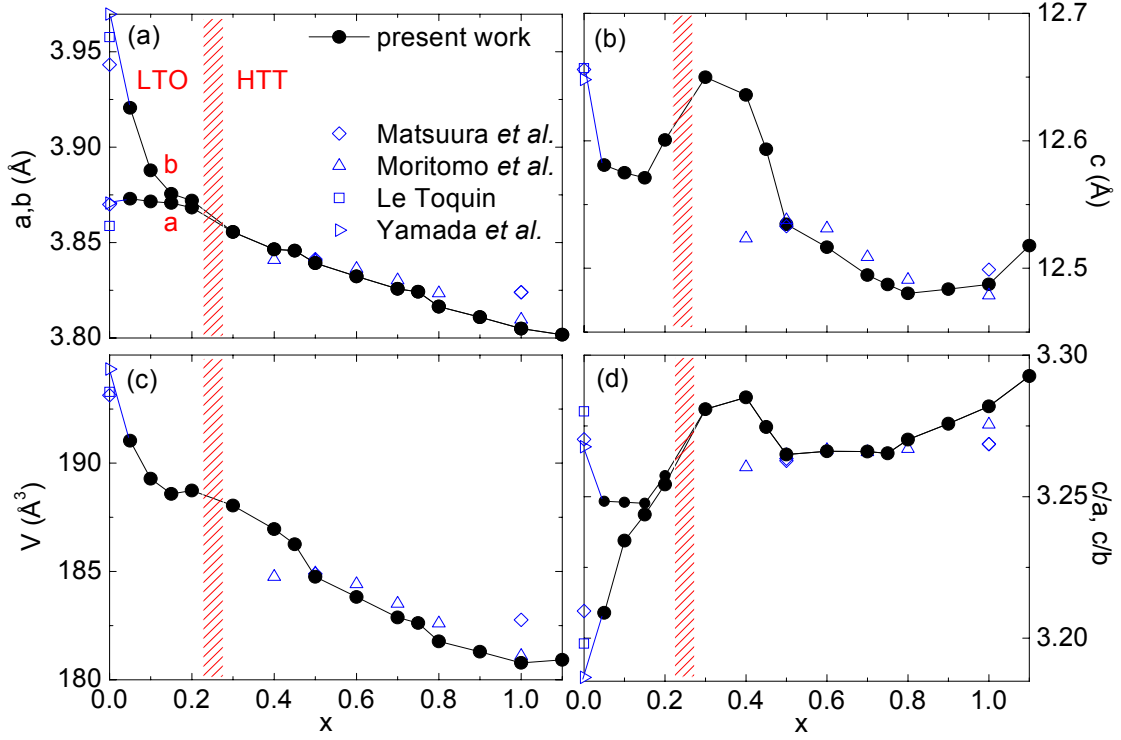 (a)
present work
LTO
HTT
Matsuura et al.
Moritomo et al.
Le Toquin
Yamada et al.
b
a
3.95
3.90
3.85
3.80
a,b (Å)
(b)
12.7
12.6
12.5
c (Å)
(c)
190
185
180
V (Å³)
0.0 0.2 0.4 0.6 0.8 1.0
x
(d)
3.30
3.25
3.20
c/a, c/b
0.0 0.2 0.4 0.6 0.8 1.0
x